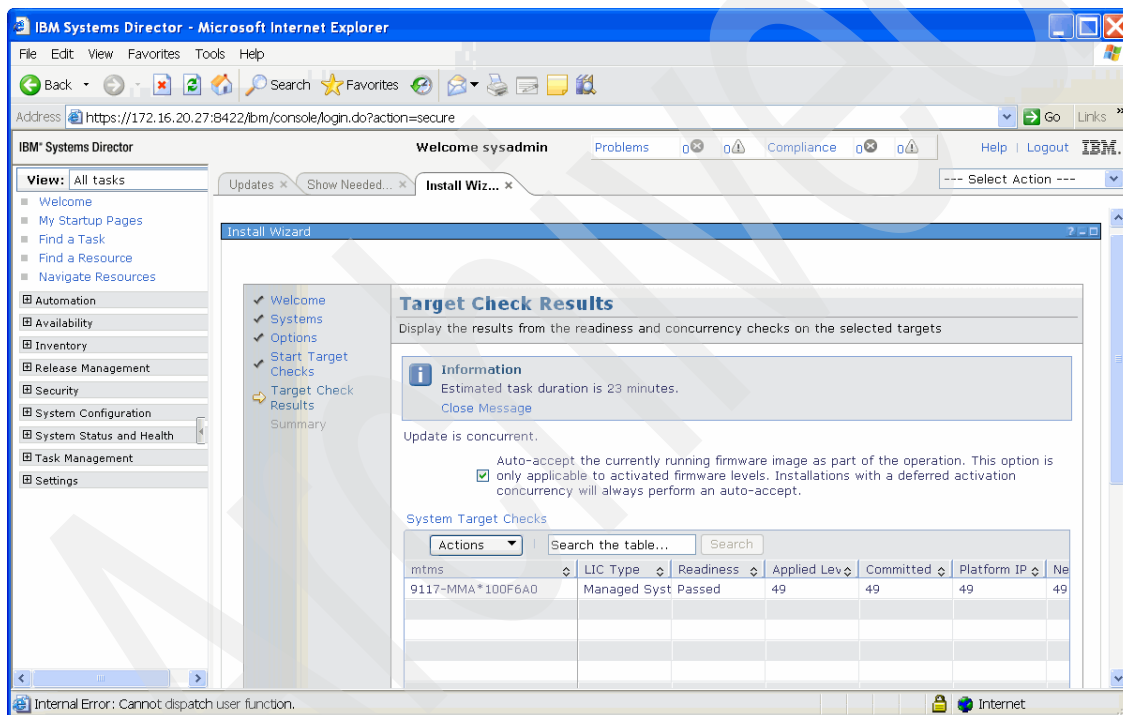 IBM Systems Director - Microsoft Internet Explorer
File Edit View Favorites Tools Help
Back Search Favorites
Address https://172.16.20.27:8422/ibm/console/login.do?action=secure Go Links »
IBM® Systems Director Welcome sysadmin Problems 0 0 Compliance 0 0 Help | Logout IBM.
View: All tasks
Updates × Show Needed... × Install Wiz... × --- Select Action ---
Welcome
My Startup Pages
Find a Task
Find a Resource
Navigate Resources
Automation
Availability
Inventory
Release Management
Security
System Configuration
System Status and Health
Task Management
Settings
Install Wizard ? –
Welcome
Systems
Options
Start Target
Checks
Target Check
Results
Summary
Target Check Results
Display the results from the readiness and concurrency checks on the selected targets
Information
Estimated task duration is 23 minutes.
Close Message
Update is concurrent.
Auto-accept the currently running firmware image as part of the operation. This option is
only applicable to activated firmware levels. Installations with a deferred activation
concurrency will always perform an auto-accept.
System Target Checks
Actions Search the table... Search
mtms LIC Type Readiness Applied Lev Committed Platform IP Ne
9117-MMA*100F6A0 Managed Syst Passed 49 49 49 49
Internal Error: Cannot dispatch user function. Internet